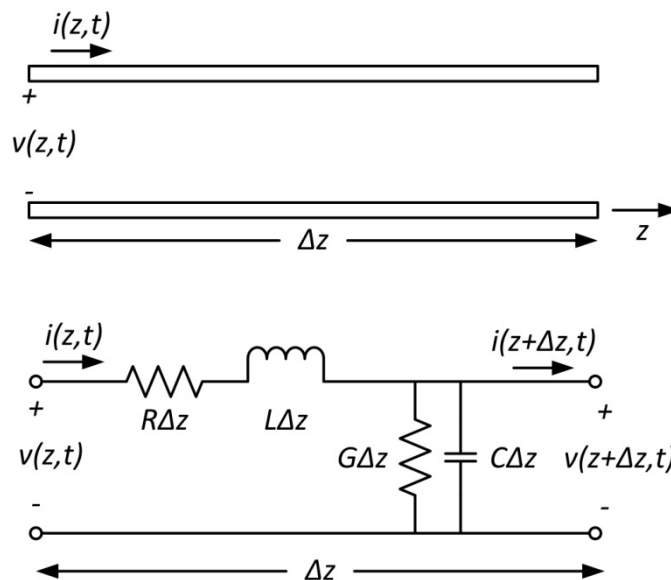 i(z,t)
+
v(z,t)
-
z
Δz
i(z,t)
i(z+Δz,t)
+
+
RΔz
LΔz
v(z,t)
GΔz
CΔz
v(z+Δz,t)
-
-
Δz